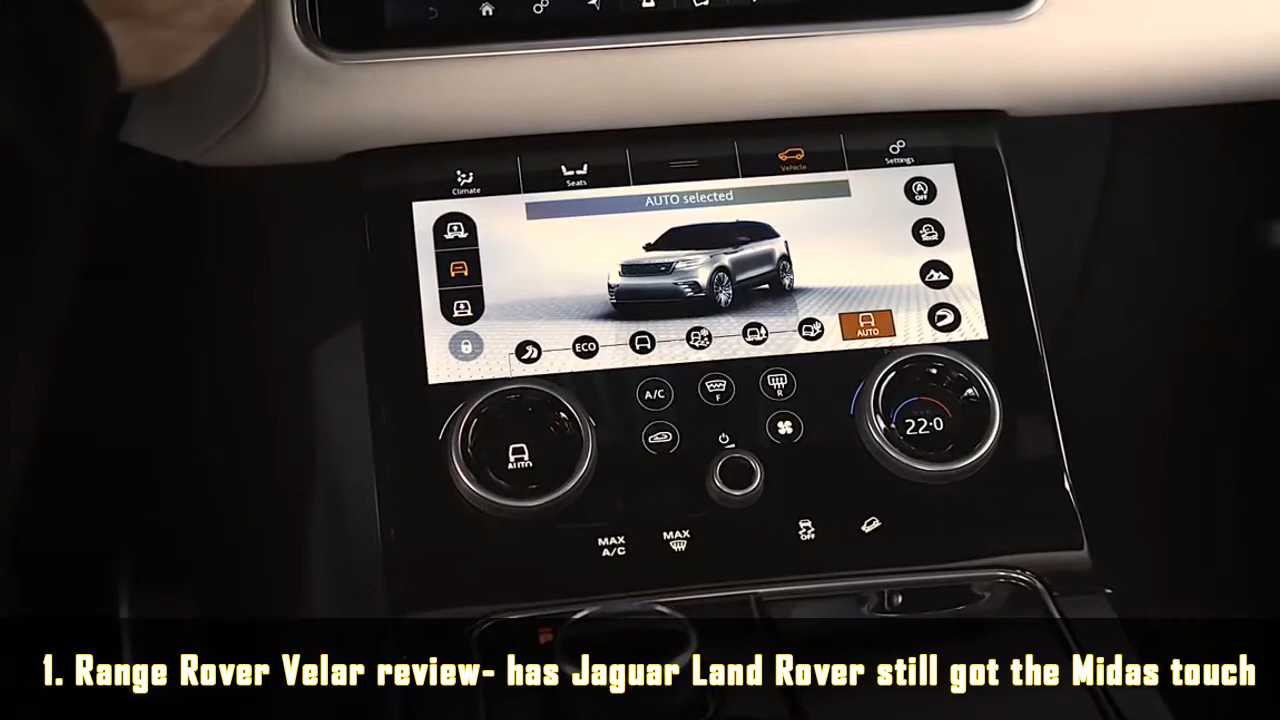 Climate
Seats
Vehicle
Settings
AUTO selected
OFF
ECO
AUTO
A/C
F
R
22·0
AUTO
MAX
A/C
MAX
OFF
P
1. Range Rover Velar review- has Jaguar Land Rover still got the Midas touch